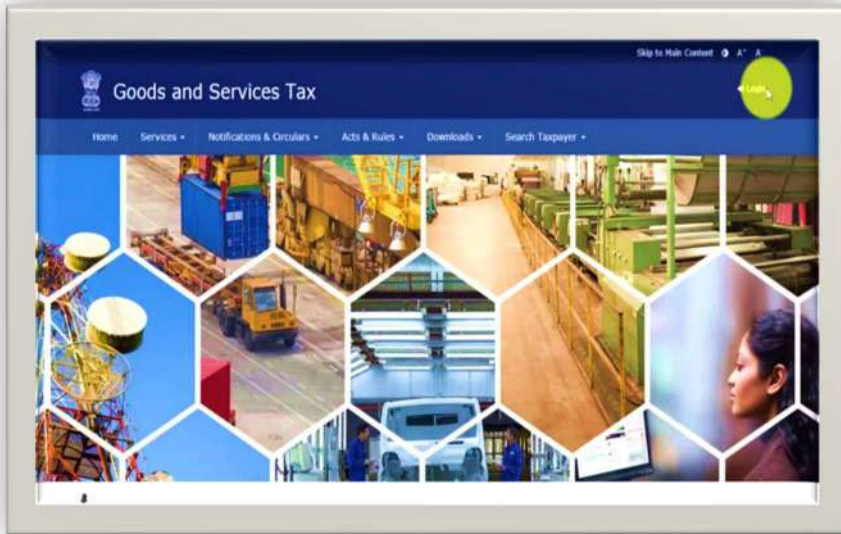 Skip to Main Content A⁺ A⁻
Goods and Services Tax
Login
Home Services Notifications & Circulars Acts & Rules Downloads Search Taxpayer